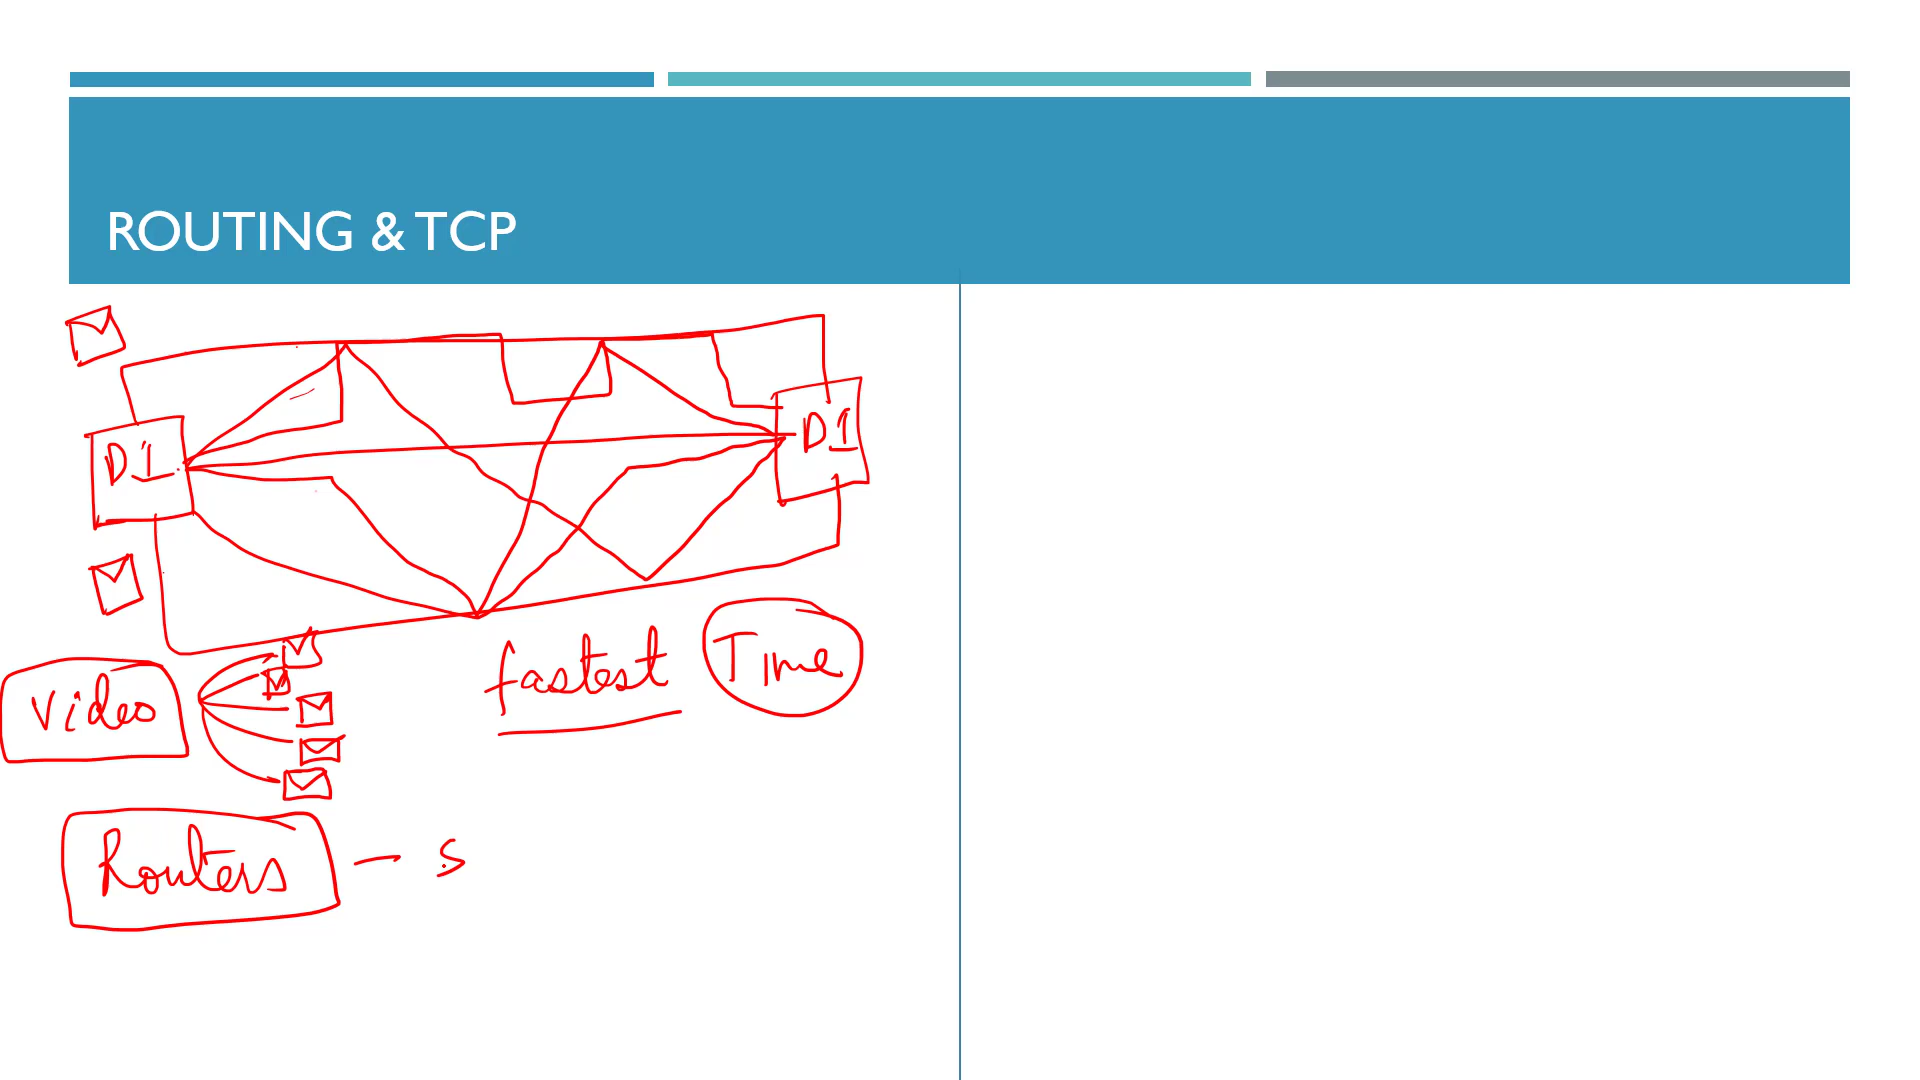 ROUTING & TCP
D1
D1
fastest Time
Video
Routers — S